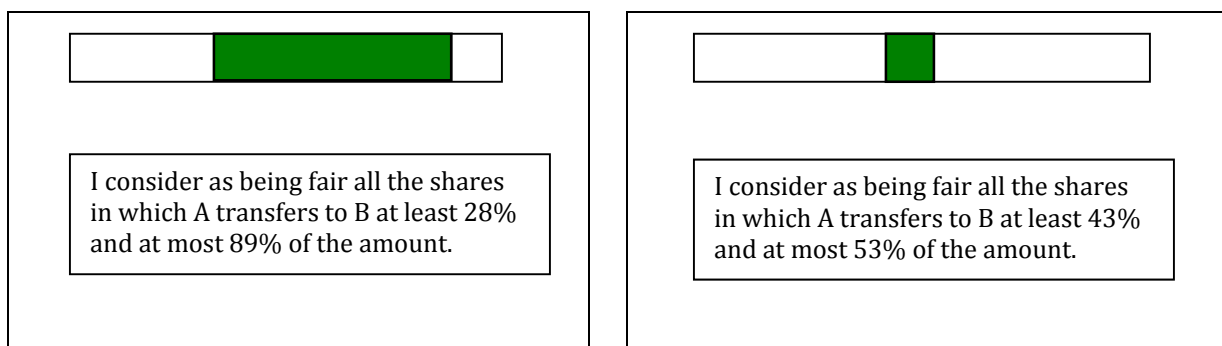 I consider as being fair all the shares
in which A transfers to B at least 28%
and at most 89% of the amount.
I consider as being fair all the shares
in which A transfers to B at least 43%
and at most 53% of the amount.